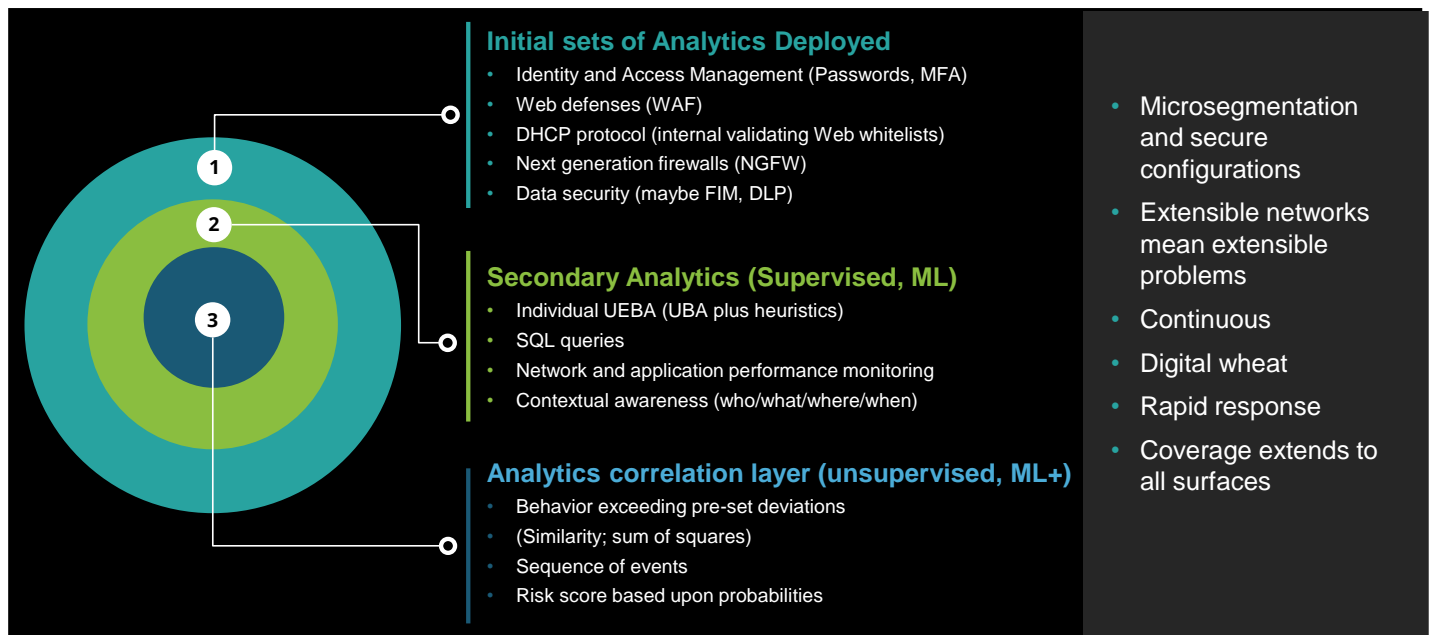 1
2
3
Initial sets of Analytics Deployed
• Identity and Access Management (Passwords, MFA)
• Web defenses (WAF)
• DHCP protocol (internal validating Web whitelists)
• Next generation firewalls (NGFW)
• Data security (maybe FIM, DLP)
Secondary Analytics (Supervised, ML)
• Individual UEBA (UBA plus heuristics)
• SQL queries
• Network and application performance monitoring
• Contextual awareness (who/what/where/when)
Analytics correlation layer (unsupervised, ML+)
• Behavior exceeding pre-set deviations
• (Similarity; sum of squares)
• Sequence of events
• Risk score based upon probabilities
• Microsegmentation
and secure
configurations
• Extensible networks
mean extensible
problems
• Continuous
• Digital wheat
• Rapid response
• Coverage extends to
all surfaces